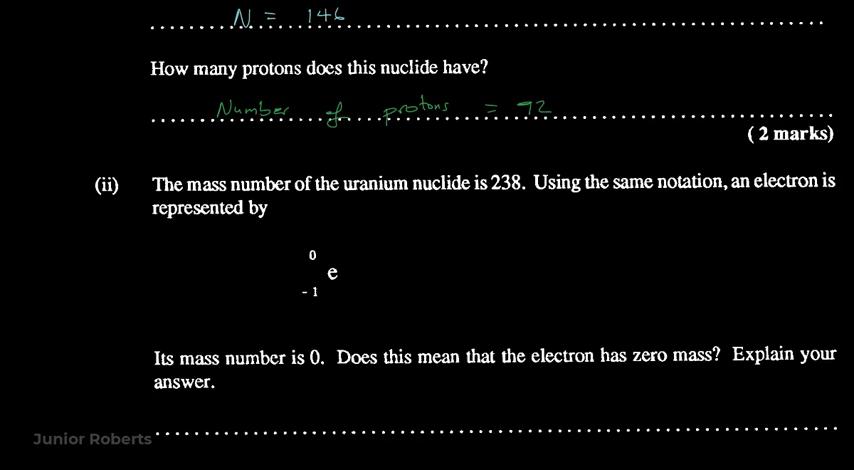 N = 146
How many protons does this nuclide have?
Number of protons = 92
( 2 marks)
(ii) The mass number of the uranium nuclide is 238. Using the same notation, an electron is
represented by
0
e
- 1
Its mass number is 0. Does this mean that the electron has zero mass? Explain your
answer.
Junior Roberts